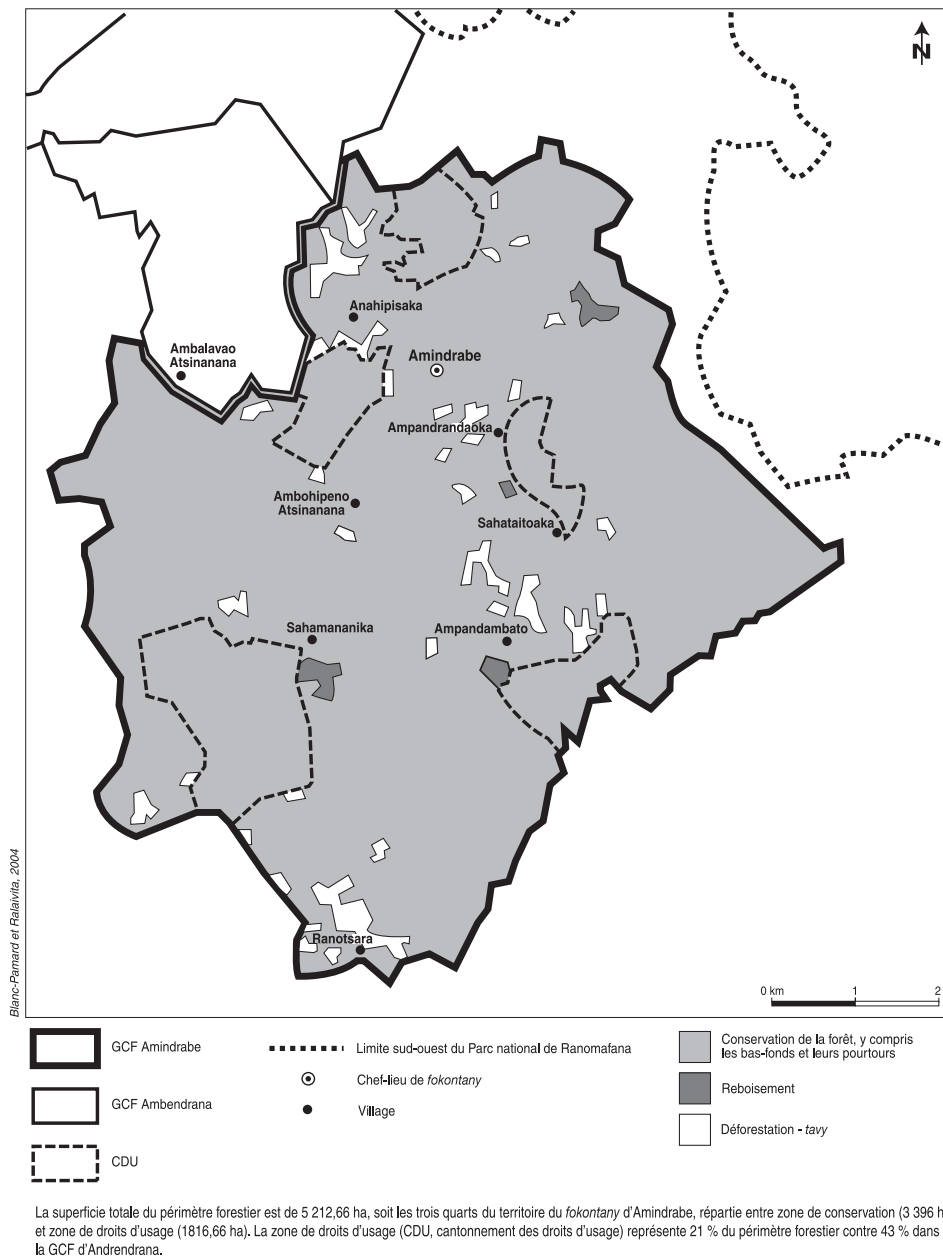 N
Anahipisaka
Ambalavao
Atsinanana
Amindrabe
Ampandrandaoka
Ambohipeno
Atsinanana
Sahataitoaka
Sahamananika
Ampandambato
Ranotsara
Blanc-Pamard et Ralaivita, 2004
0 km 1 2
GCF Amindrabe
GCF Ambendrana
CDU
Limite sud-ouest du Parc national de Ranomafana
Chef-lieu de fokontany
Village
Conservation de la forêt, y compris
les bas-fonds et leurs pourtours
Reboisement
Déforestation - tavy
La superficie totale du périmètre forestier est de 5 212,66 ha, soit les trois quarts du territoire du fokontany d'Amindrabe, répartie entre zone de conservation (3 396 h
et zone de droits d'usage (1816,66 ha). La zone de droits d'usage (CDU, cantonnement des droits d'usage) représente 21 % du périmètre forestier contre 43 % dans
la GCF d'Andrendrana.